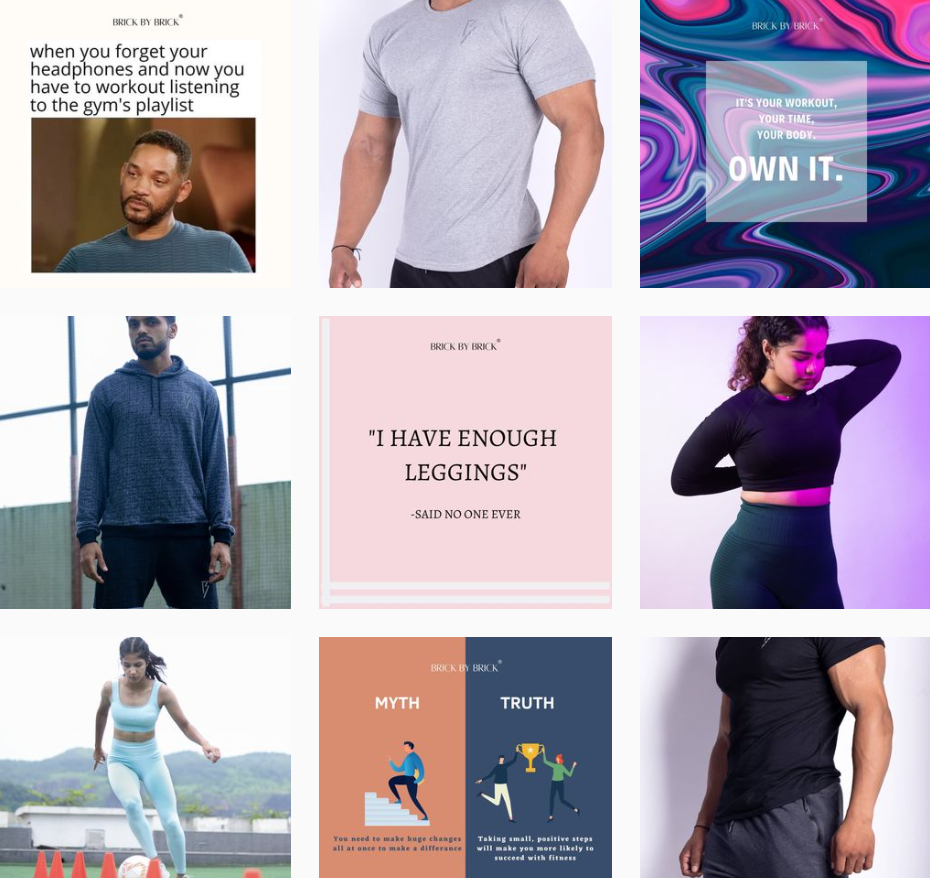 BRICK BY BRICK®
when you forget your
headphones and now you
have to workout listening
to the gym's playlist
BRICK BY BRICK®
IT'S YOUR WORKOUT,
YOUR TIME,
YOUR BODY.
OWN IT.
BRICK BY BRICK®
"I HAVE ENOUGH
LEGGINGS"
-SAID NO ONE EVER
BRICK BY BRICK®
MYTH
TRUTH
You need to make huge changes
all at once to make a differance
Taking small, positive steps
will make you more likely to
succeed with fitness